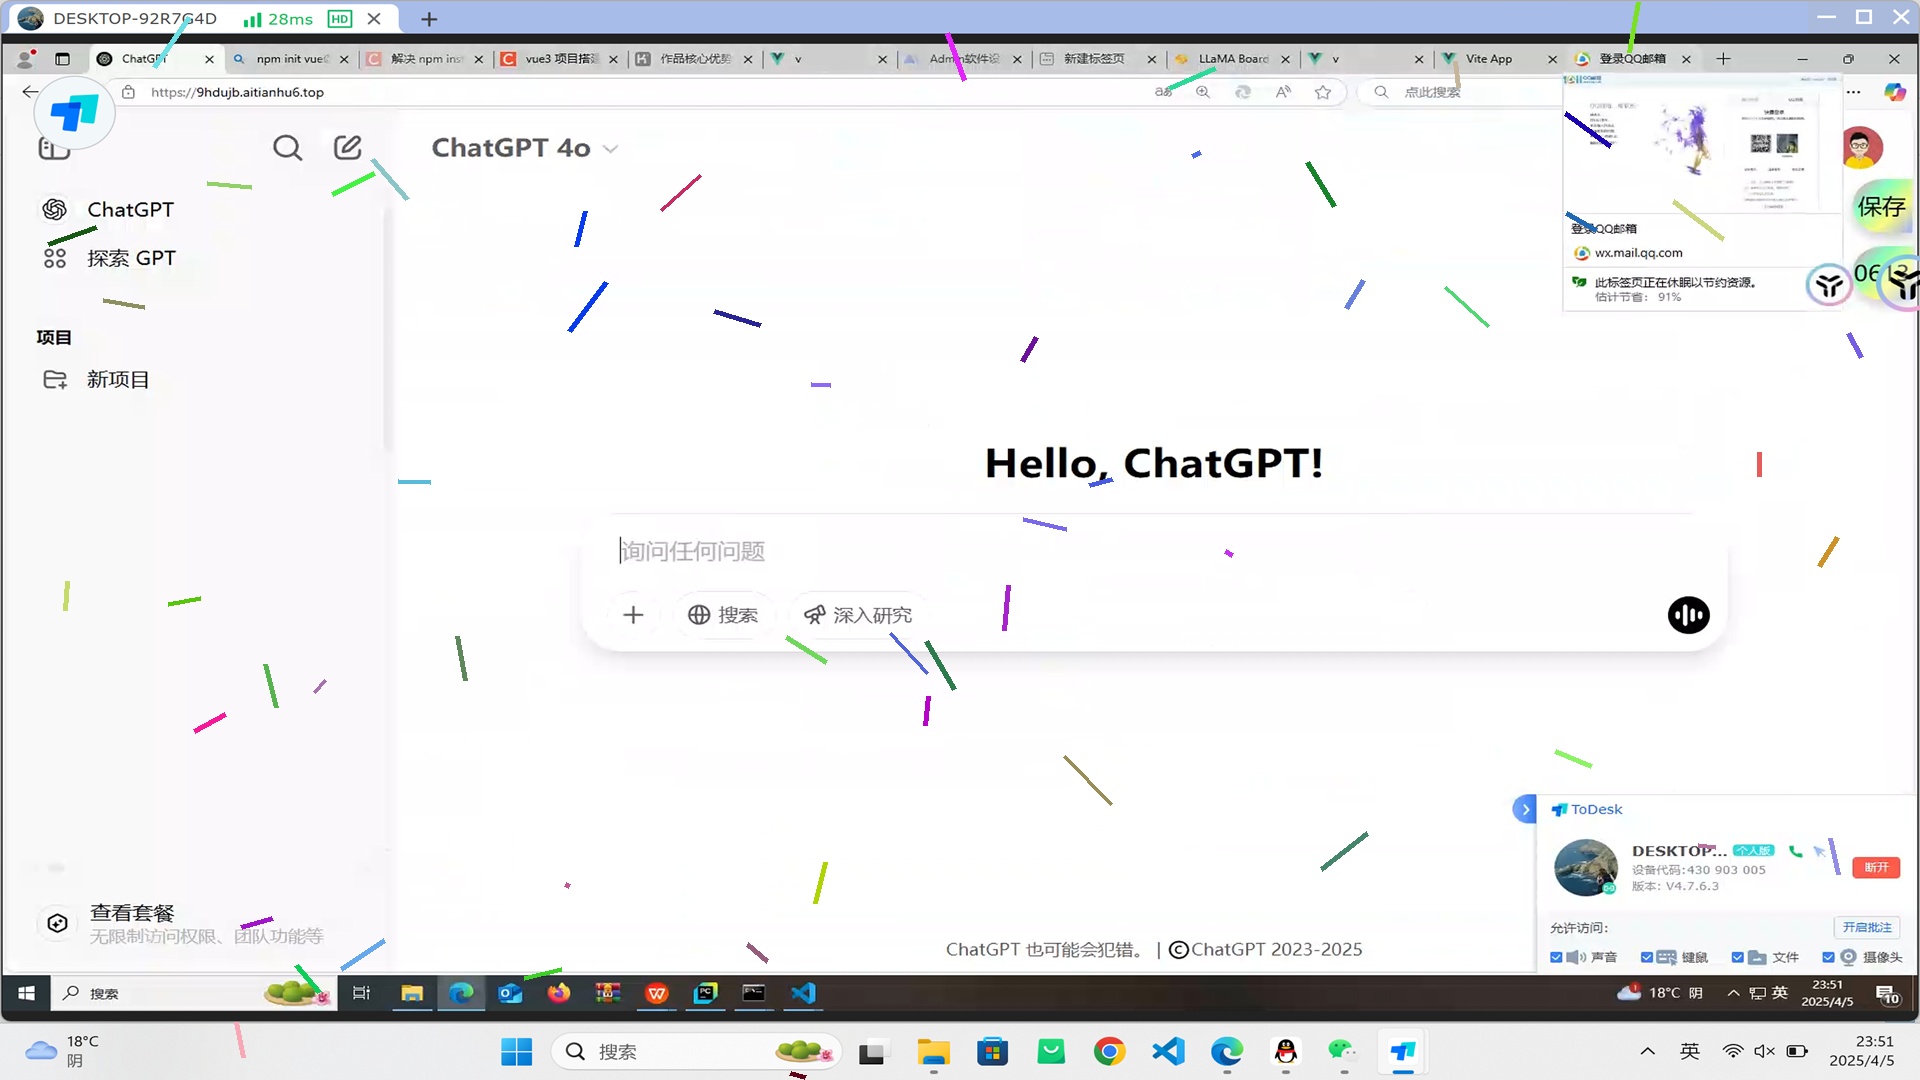 DESKTOP-92R7G4D
28ms
HD
ChatGPT
npm init vue@
解决 npm inst
vue3 项目搭建
作品核心优势
v
Admin软件设
新建标签页
LLaMA Board
v
Vite App
登录QQ邮箱
https://9hdujb.aitianhu6.top
点此搜索
ChatGPT 4o
ChatGPT
探索 GPT
项目
新项目
保存
登录QQ邮箱
wx.mail.qq.com
此标签页正在休眠以节约资源。
估计节省: 91%
Hello, ChatGPT!
询问任何问题
搜索
深入研究
ToDesk
DESKTOP...
个人版
设备代码:430 903 005
版本: V4.7.6.3
断开
允许访问:
开启批注
声音
键鼠
文件
摄像头
查看套餐
无限制访问权限、团队功能等
ChatGPT 也可能会犯错。 | ©ChatGPT 2023-2025
搜索
18°C 阴
英
23:51
2025/4/5
10
18°C
阴
搜索
英
23:51
2025/4/5